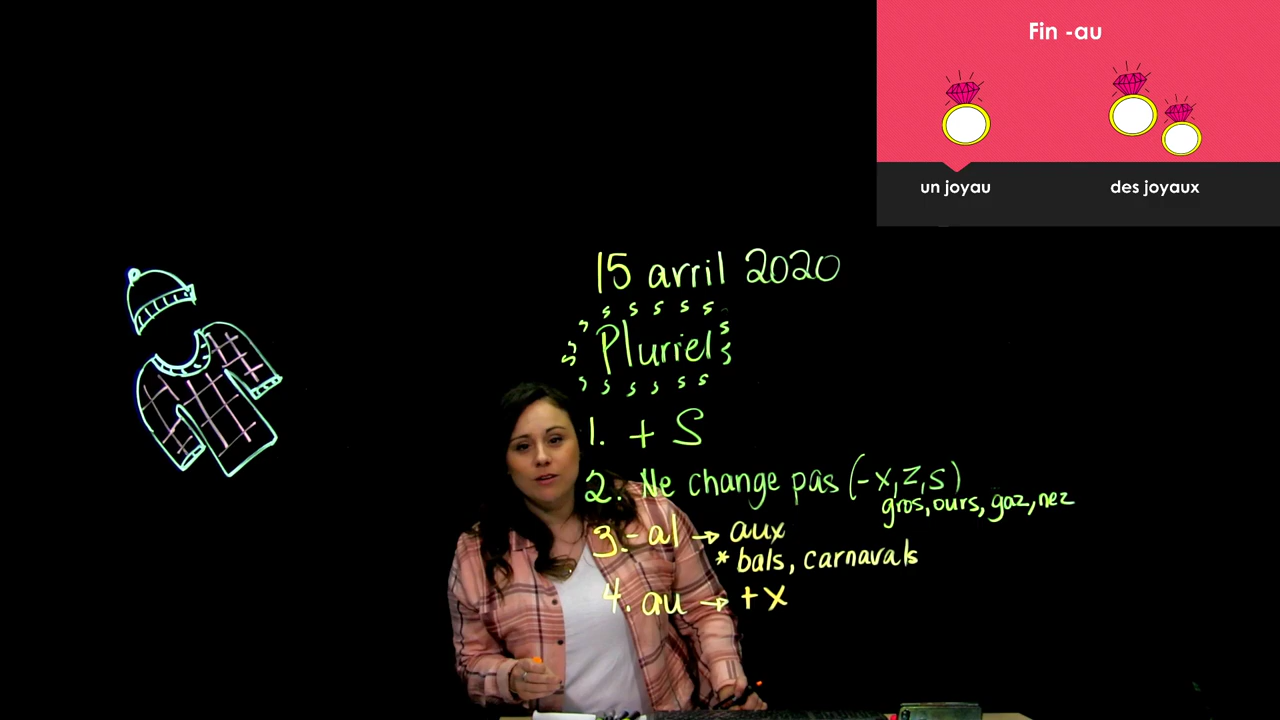 Fin -au
un joyau
des joyaux
15 avril 2020
s s s s s
s s s Pluriel s s s
s s s s s s
1. + S
2. Ne change pas (-x, z, s)
gros, ours, gaz, nez
3. - al → aux
* bals, carnavals
4. au → + x